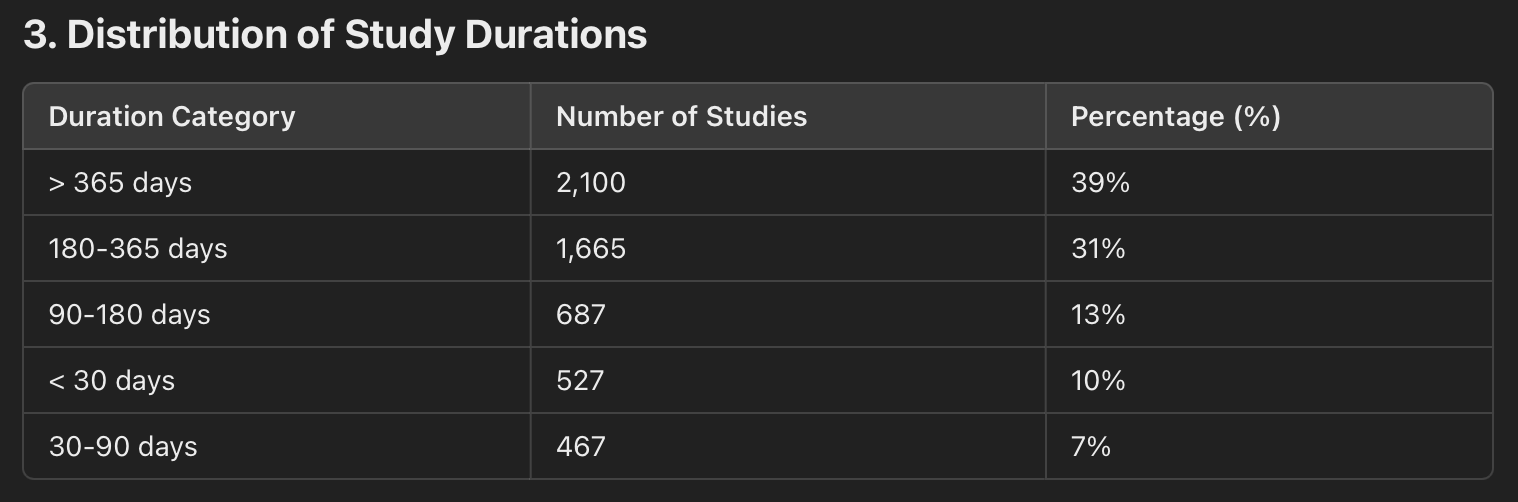 3. Distribution of Study Durations
Duration Category Number of Studies Percentage (%)
> 365 days 2,100 39%
180-365 days 1,665 31%
90-180 days 687 13%
< 30 days 527 10%
30-90 days 467 7%